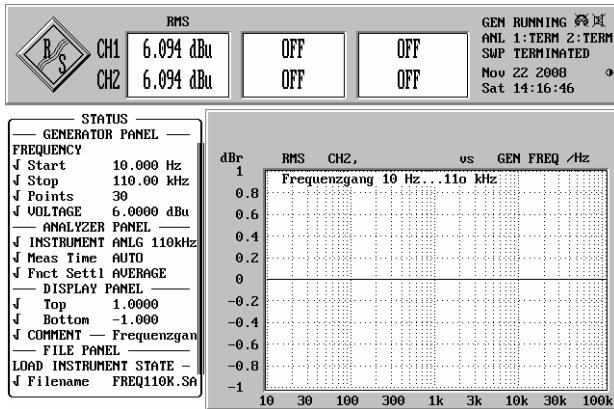 R&S
RMS
CH1 6.094 dBu OFF OFF
CH2 6.094 dBu OFF OFF
GEN RUNNING
ANL 1:TERM 2:TERM
SWP TERMINATED
Nov 22 2008
Sat 14:16:46
STATUS
GENERATOR PANEL
FREQUENCY
Start 10.000 Hz
Stop 110.00 kHz
Points 30
VOLTAGE 6.0000 dBu
ANALYZER PANEL
INSTRUMENT ANLG 110kHz
Meas Time AUTO
Fnct Settl AVERAGE
DISPLAY PANEL
Top 1.0000
Bottom -1.000
COMMENT — Frequenzgan
FILE PANEL
LOAD INSTRUMENT STATE -
Filename FREQ110K.SA
dBr RMS CH2, vs GEN FREQ /Hz
Frequenzgang 10 Hz...11o kHz
1
0.8
0.6
0.4
0.2
0
-0.2
-0.4
-0.6
-0.8
-1
10 30 100 300 1k 3k 10k 30k 100k